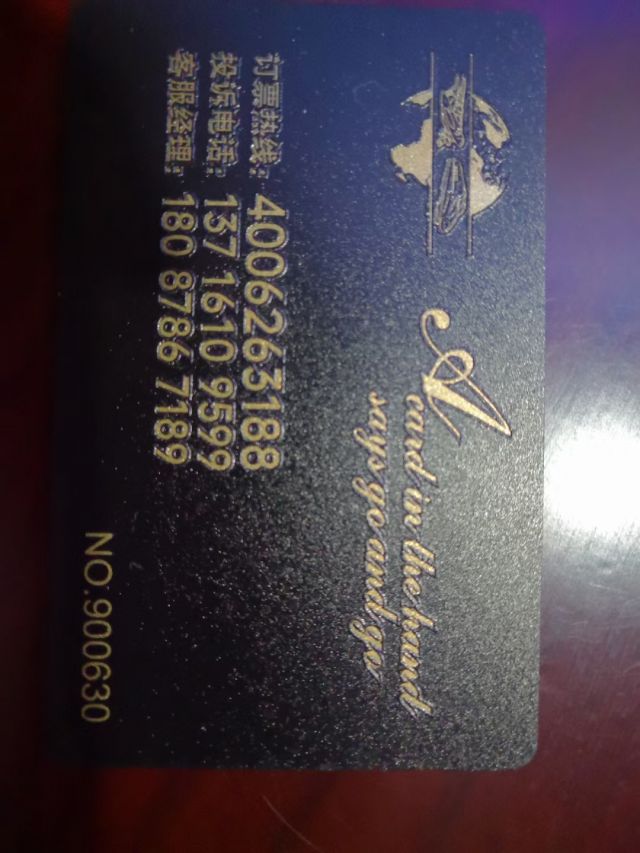 A card in the hand
says go and go
订票热线: 4006263188
投诉电话: 137 1610 9599
客服经理: 180 8786 7189
NO.900630